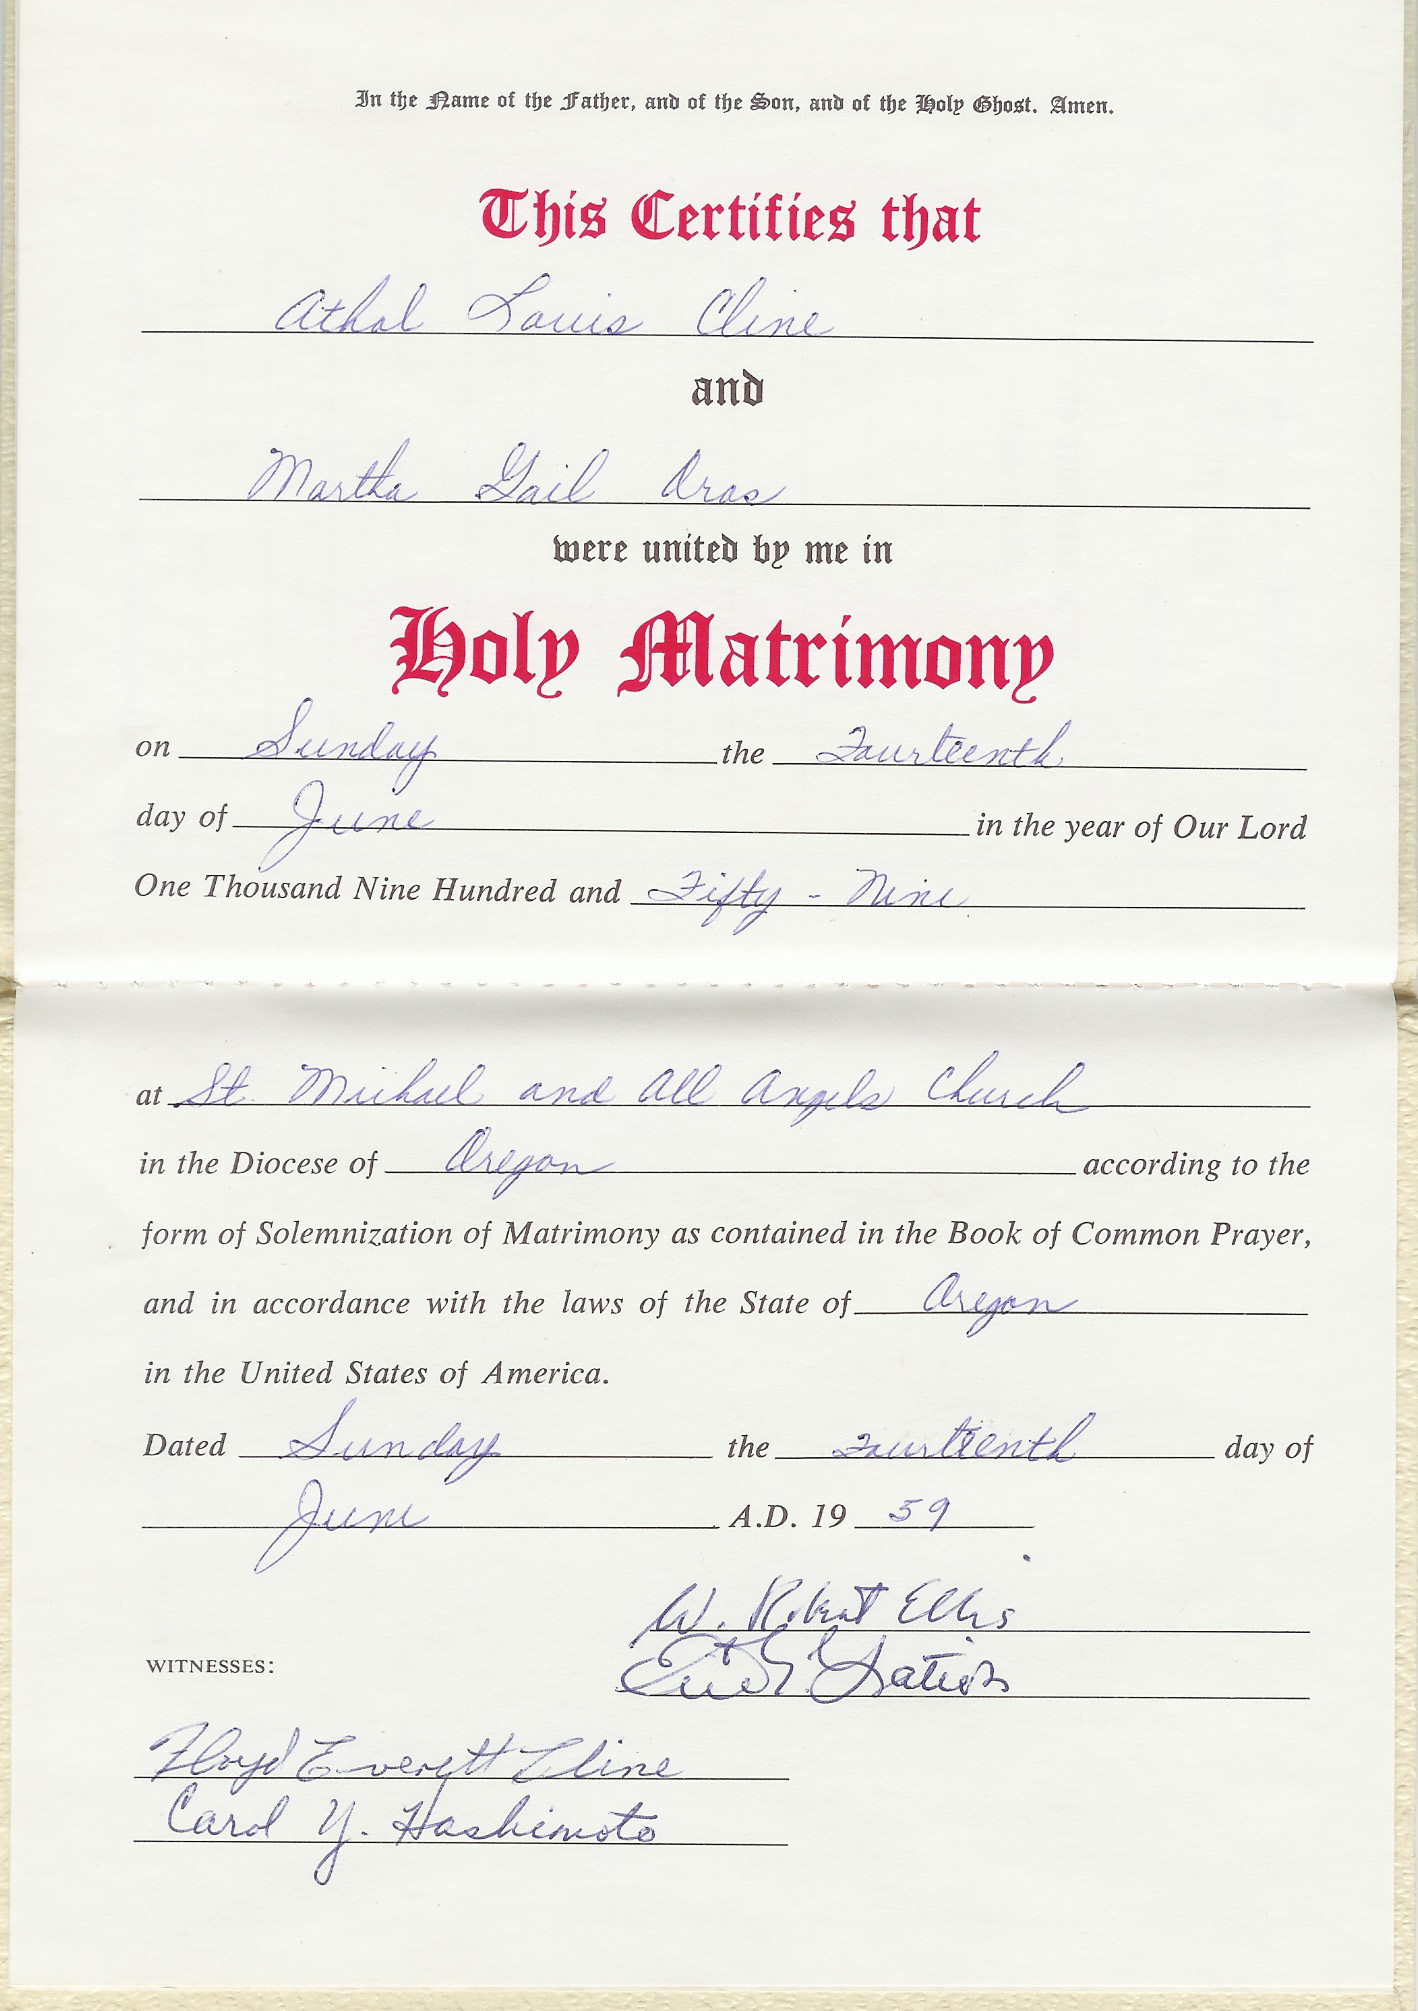 In the Name of the Father, and of the Son, and of the Holy Ghost. Amen.
This Certifies that
Athal Louis Cline
and
Martha Gail Oras
were united by me in
Holy Matrimony
on Sunday the Fourteenth
day of June in the year of Our Lord
One Thousand Nine Hundred and Fifty - Nine
at St. Michael and All Angels Church
in the Diocese of Oregon according to the
form of Solemnization of Matrimony as contained in the Book of Common Prayer,
and in accordance with the laws of the State of Oregon
in the United States of America.
Dated Sunday the Fourteenth day of
June A.D. 19 59
W. Robert Ellis
WITNESSES:
Floyd Everett Cline
Carol Y. Hashimoto